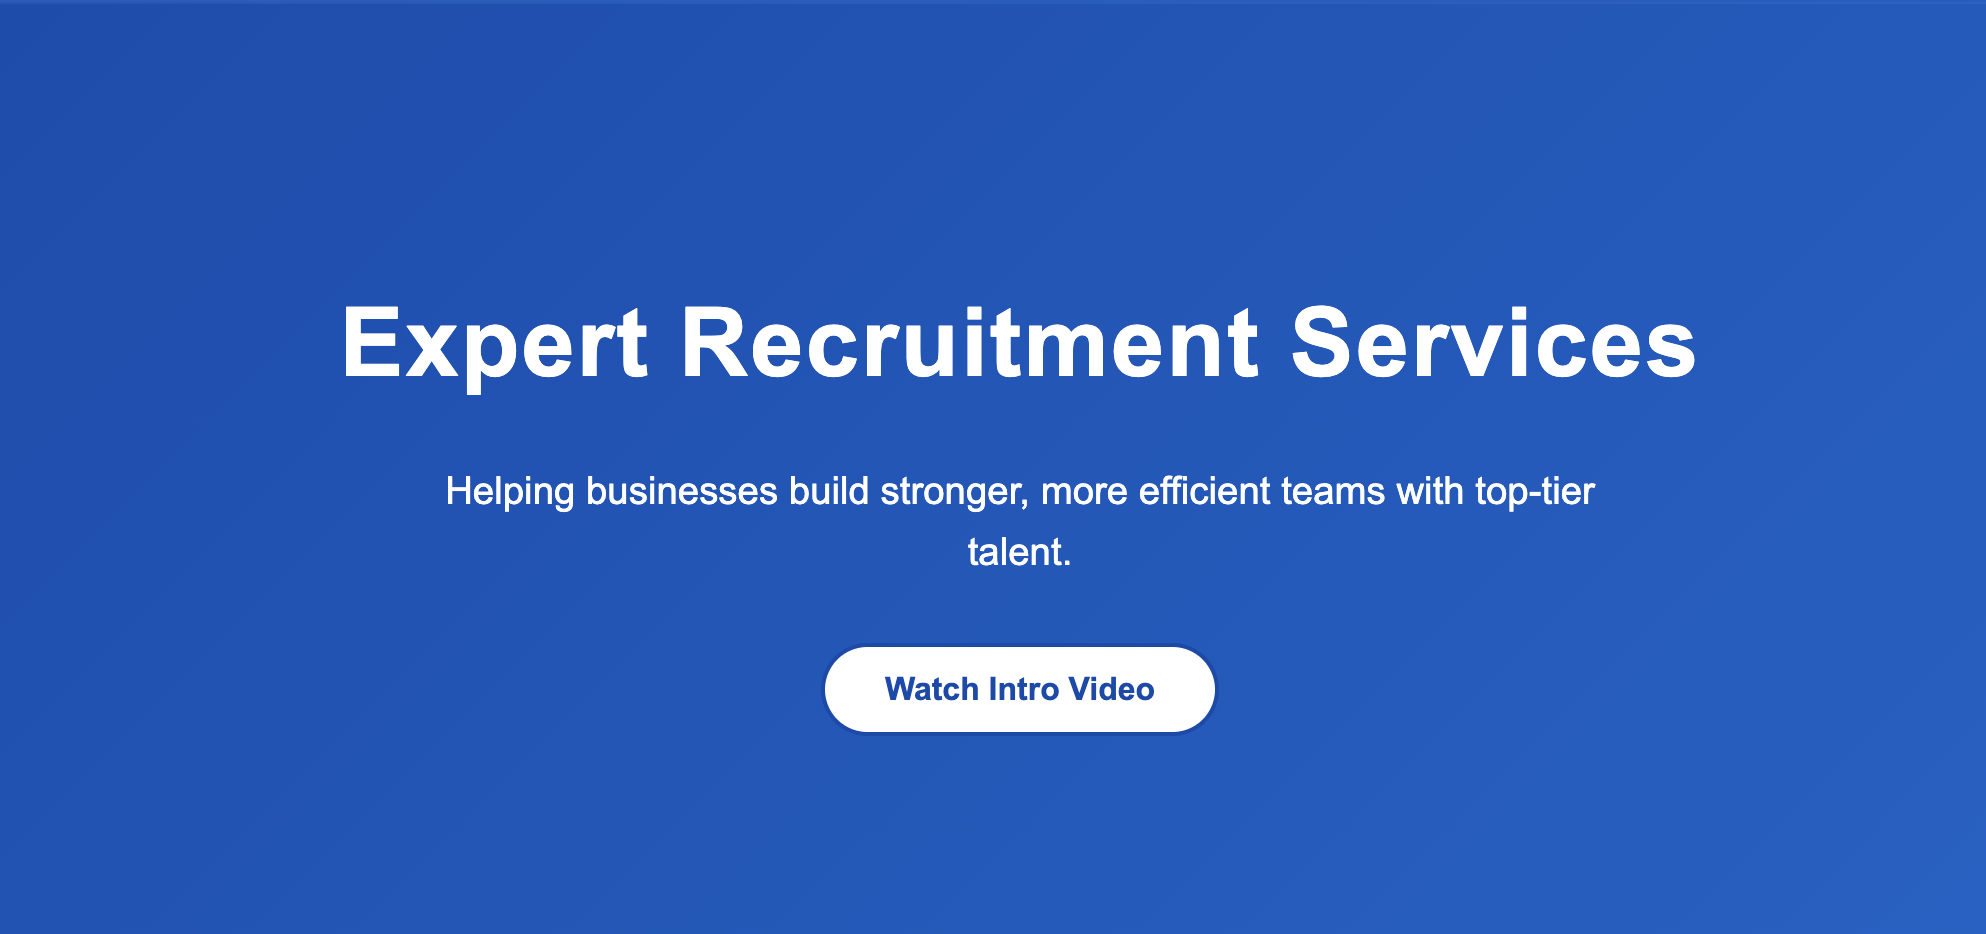 Expert Recruitment Services
Helping businesses build stronger, more efficient teams with top-tier
talent.
Watch Intro Video